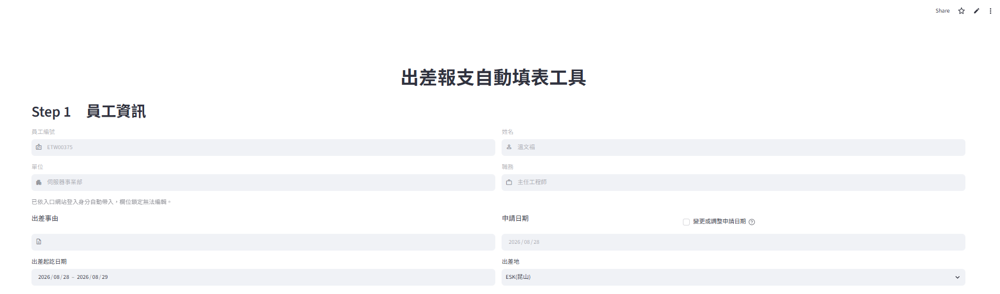 Share
出差報支自動填表工具
Step 1 員工資訊
員工編號 姓名
ETW00375 溫文福
單位 職務
伺服器事業部 主任工程師
已依入口網站登入身分自動帶入，欄位鎖定無法編輯。
出差事由 申請日期 變更或調整申請日期
2026/08/28
出差起訖日期 出差地
2026/08/28 – 2026/08/29 ESK(昆山)